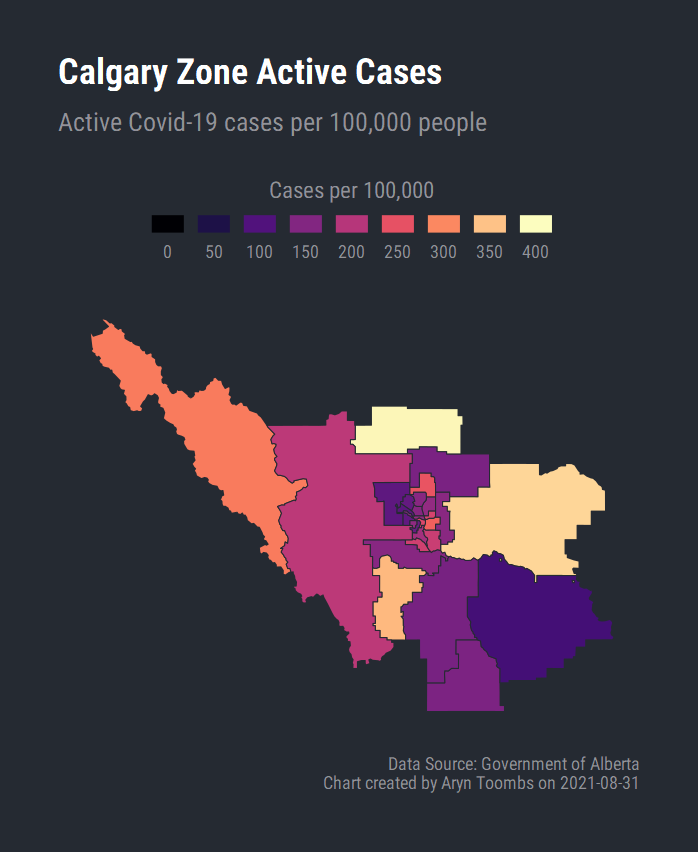 Calgary Zone Active Cases
Active Covid-19 cases per 100,000 people
Cases per 100,000
0 50 100 150 200 250 300 350 400
Data Source: Government of Alberta
Chart created by Aryn Toombs on 2021-08-31